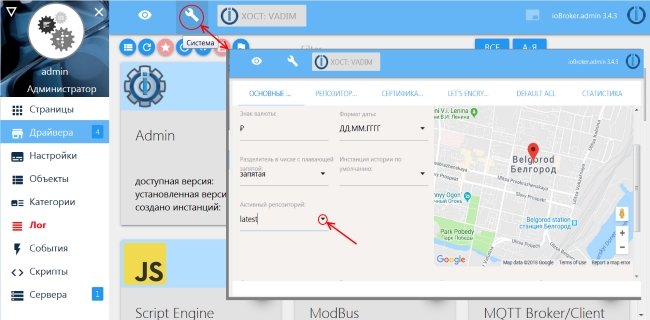 admin
Администратор
Страницы
Драйвера 4
Настройки
Объекты
Категории
Лог
События
Скрипты
Сервера 1
ХОСТ: VADIM
ioBroker.admin 3.4.3
Система
ВСЕ
А-Я
Admin
доступная версия:
установленная верси
создано инстанций:
JS
Script Engine
ModBus
MQTT Broker/Client
ХОСТ: VADIM
ioBroker.admin 3.4.3
ОСНОВНЫЕ ...
РЕПОЗИТОР...
СЕРТИФИКА...
LET'S ENCRY...
DEFAULT ACL
СТАТИСТИКА
Знак валюты:
₽
Формат даты:
ДД.ММ.ГГГГ
Разделитель в числе с плавающей
запятой:
запятая
Инстанция истории по
умолчанию:
Активный репозиторий:
latest
Belgorod
Белгород
Belgorod station
Park Pobedy
Парк Победы
Map data ©2018 Google
Terms of Use
Report a map error